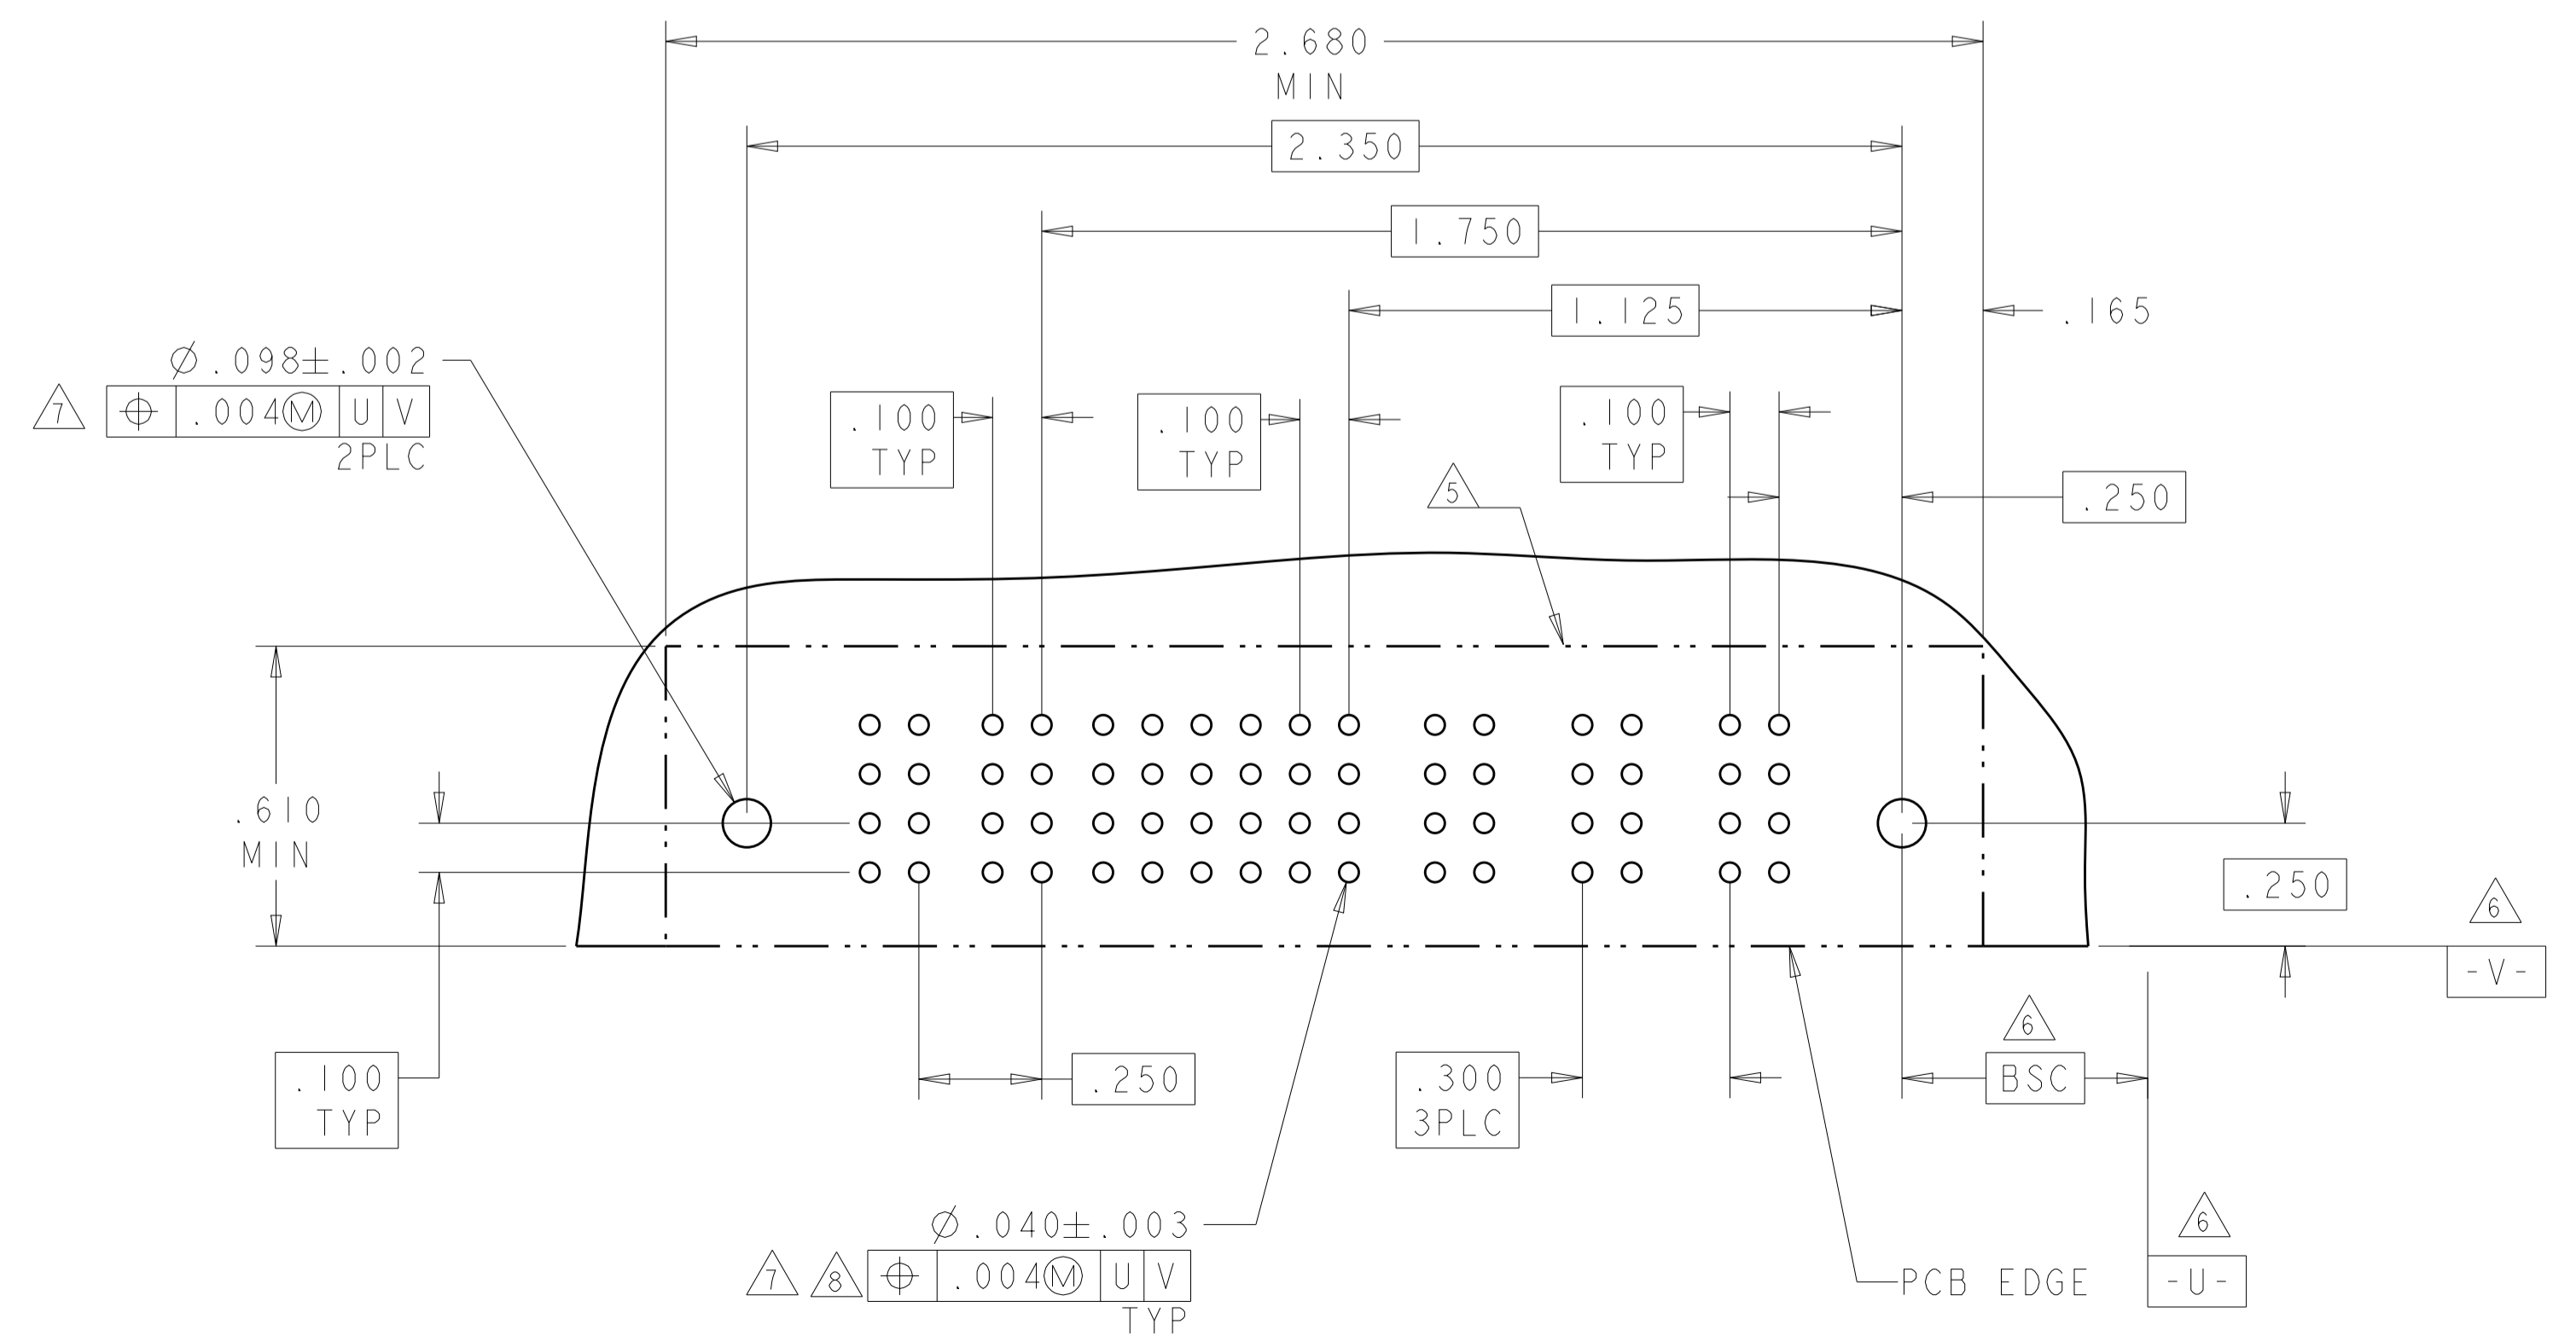 2.680
MIN
2.350
1.750
1.125
.165
Ø.098±.002
7
⌖ .004Ⓜ U V
2PLC
.100
TYP
.100
TYP
.100
TYP
5
.250
.610
MIN
.250
6
-V-
6
.100
TYP
.250
.300
3PLC
BSC
6
Ø.040±.003
7 8
⌖ .004Ⓜ U V
TYP
PCB EDGE
-U-